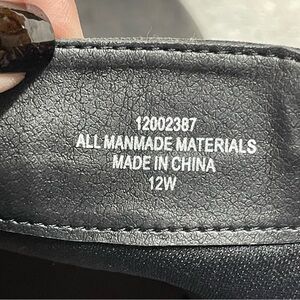 12002387
ALL MANMADE MATERIALS
MADE IN CHINA
12W